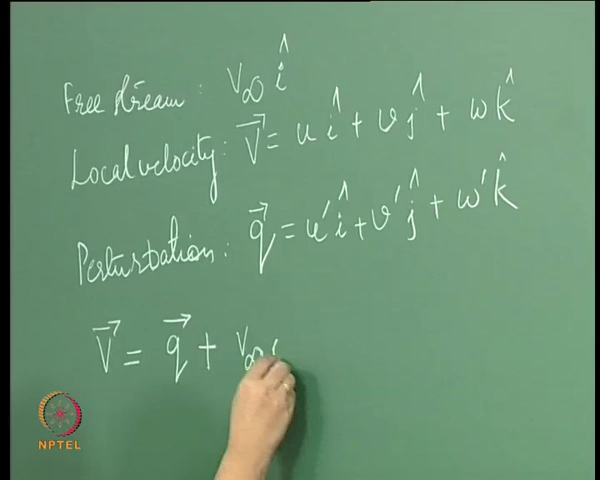 Free stream: V∞ î
Local velocity: V⃗ = u î + v ĵ + w k̂
Perturbation: q⃗ = u' î + v' ĵ + w' k̂
V⃗ = q⃗ + V∞ i
NPTEL